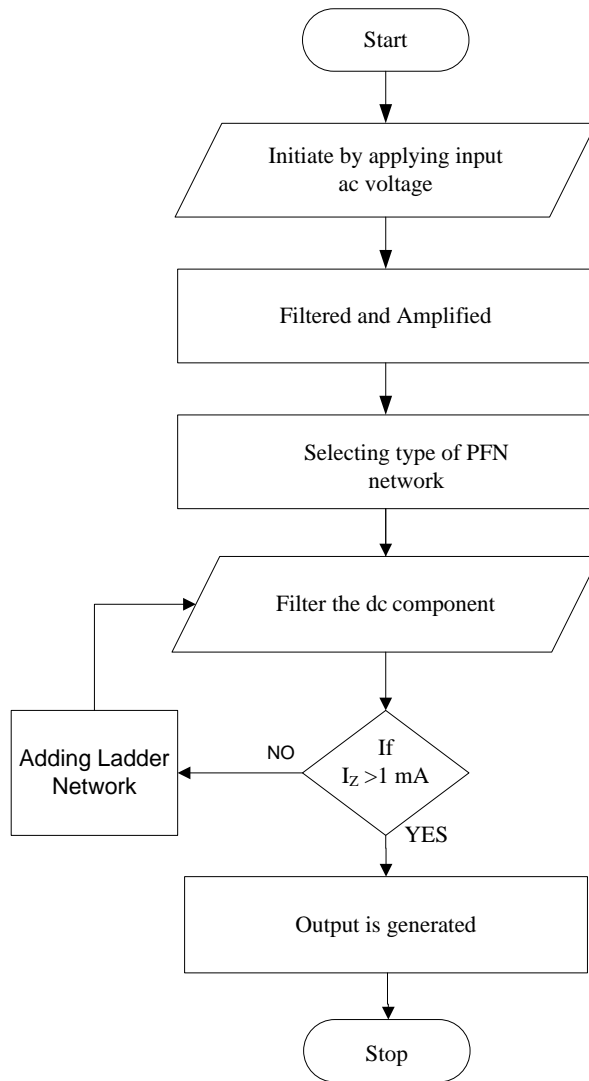 Start
Initiate by applying input
ac voltage
Filtered and Amplified
Selecting type of PFN
network
Filter the dc component
If
I_Z >1 mA
NO
Adding Ladder
Network
YES
Output is generated
Stop